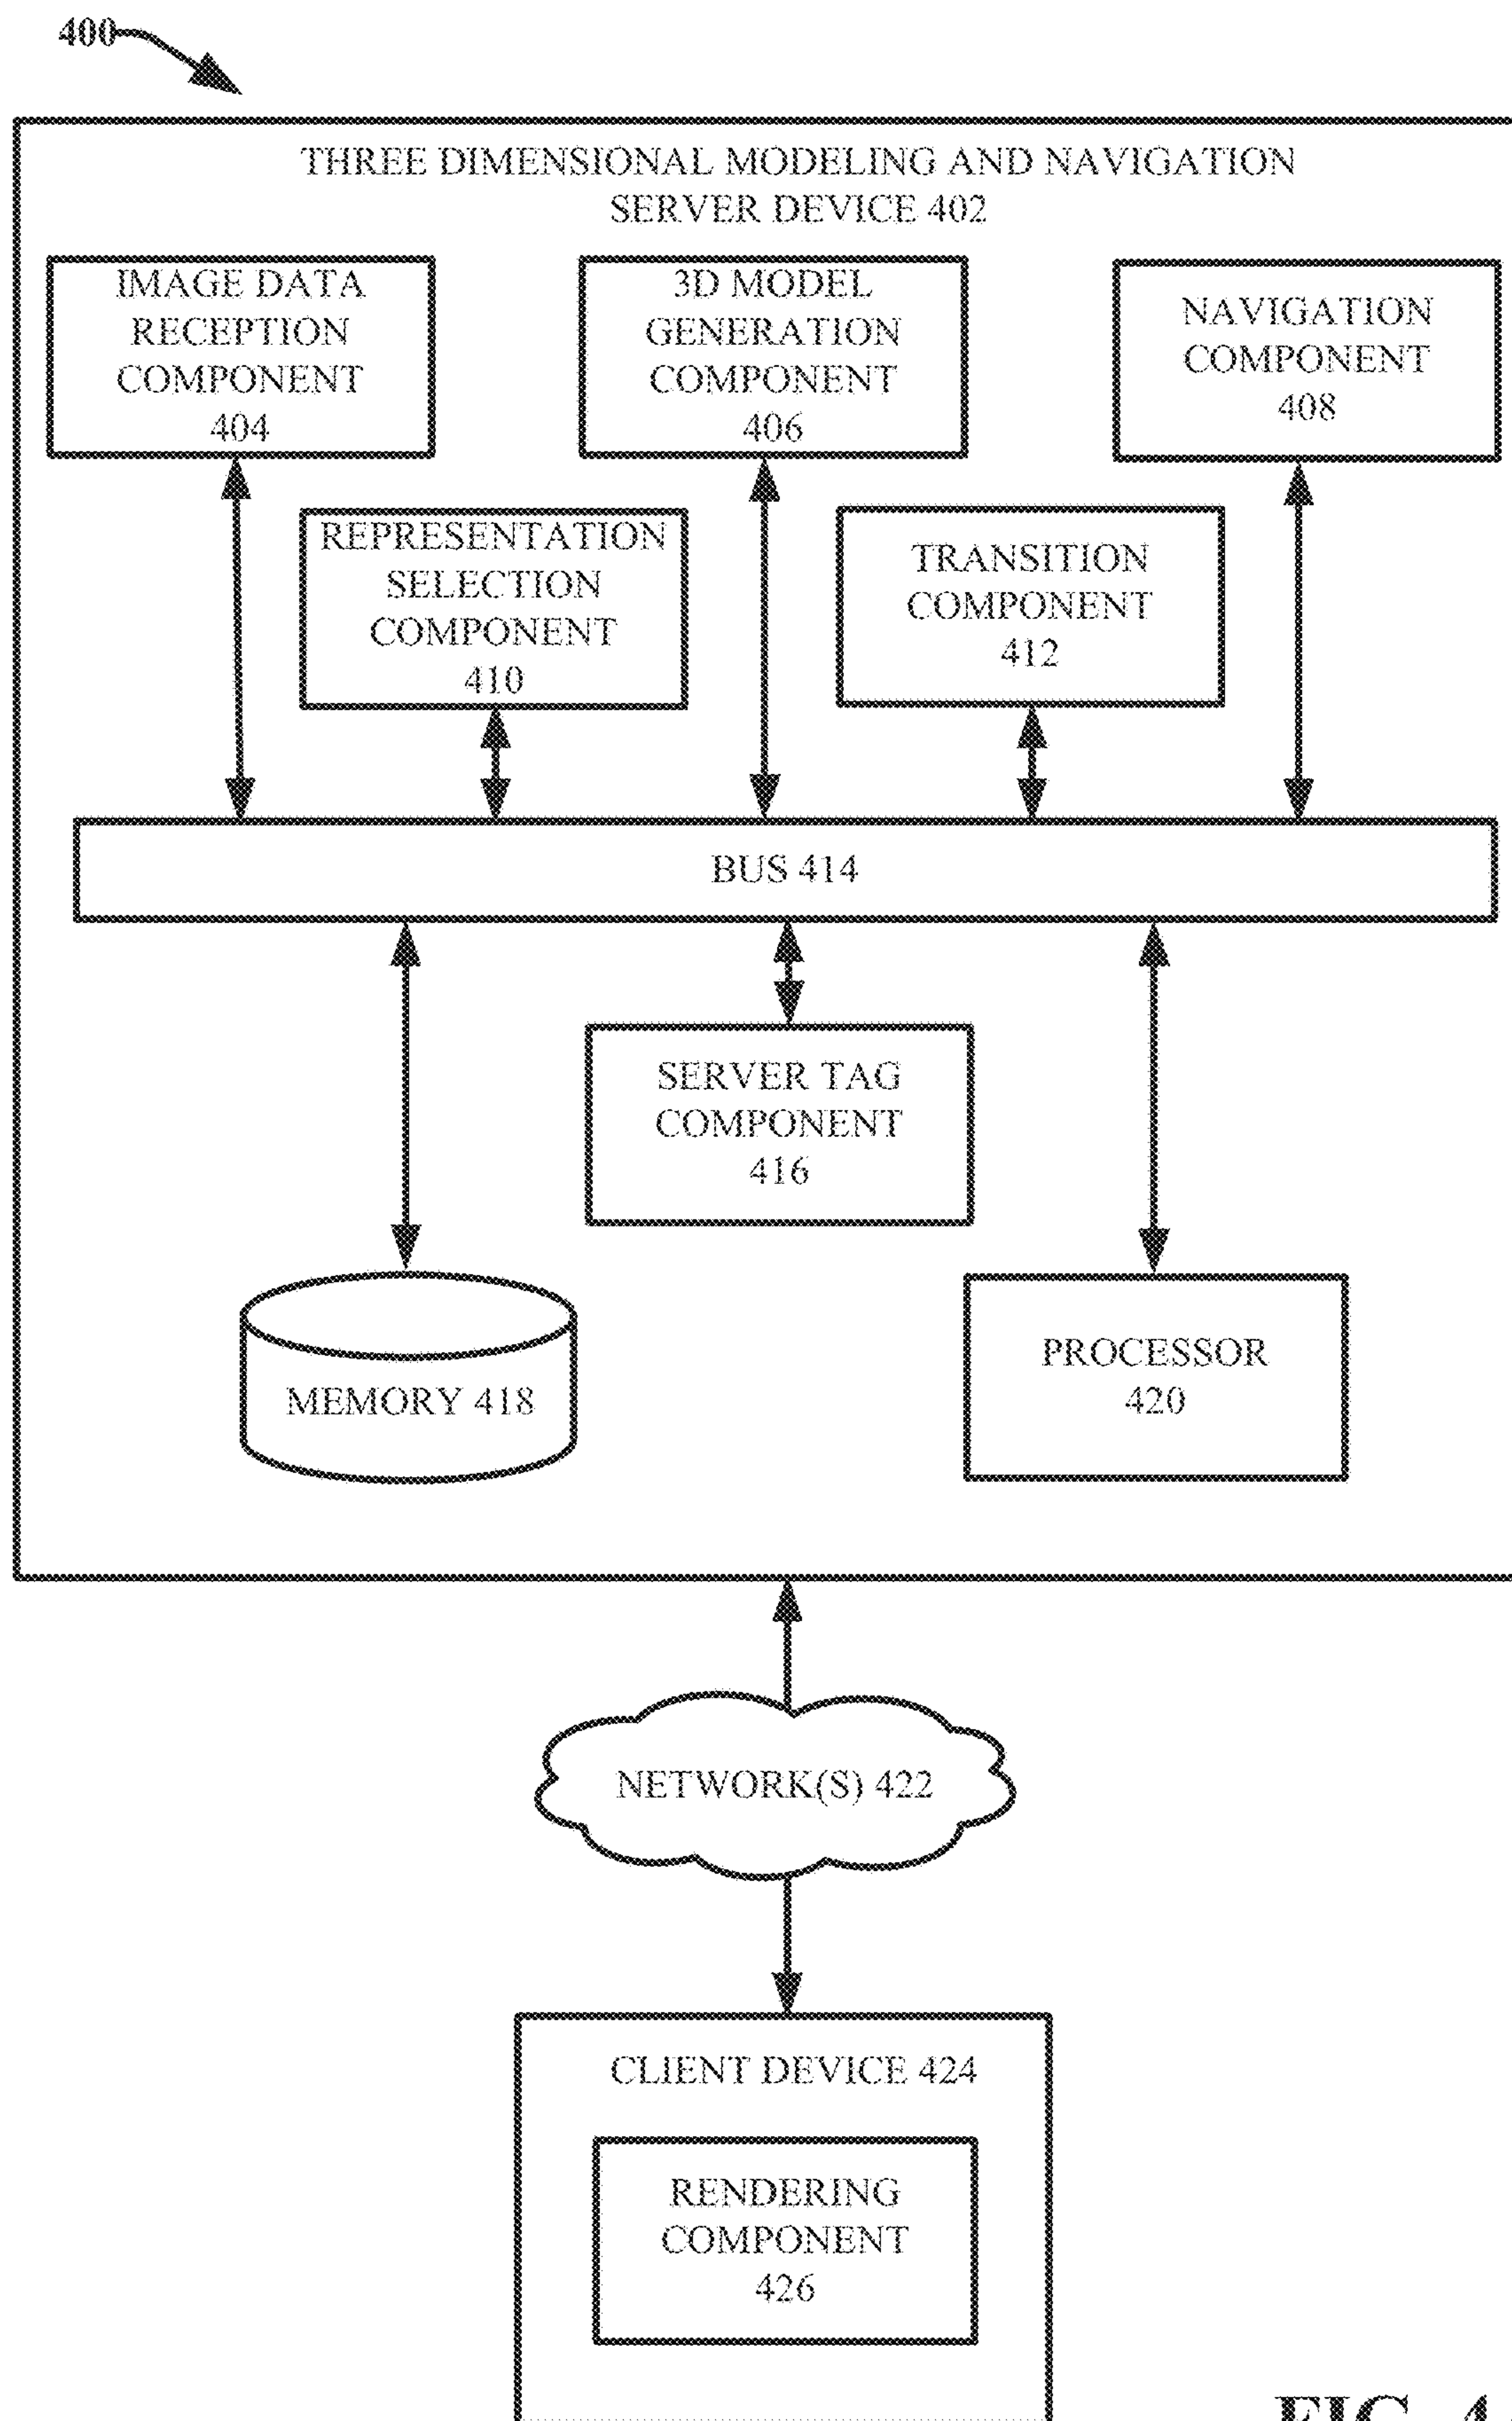 400
THREE DIMENSIONAL MODELING AND NAVIGATION
SERVER DEVICE 402
IMAGE DATA
RECEPTION
COMPONENT
404
3D MODEL
GENERATION
COMPONENT
406
NAVIGATION
COMPONENT
408
REPRESENTATION
SELECTION
COMPONENT
410
TRANSITION
COMPONENT
412
BUS 414
SERVER TAG
COMPONENT
416
MEMORY 418
PROCESSOR
420
NETWORK(S) 422
CLIENT DEVICE 424
RENDERING
COMPONENT
426
FIG. 4